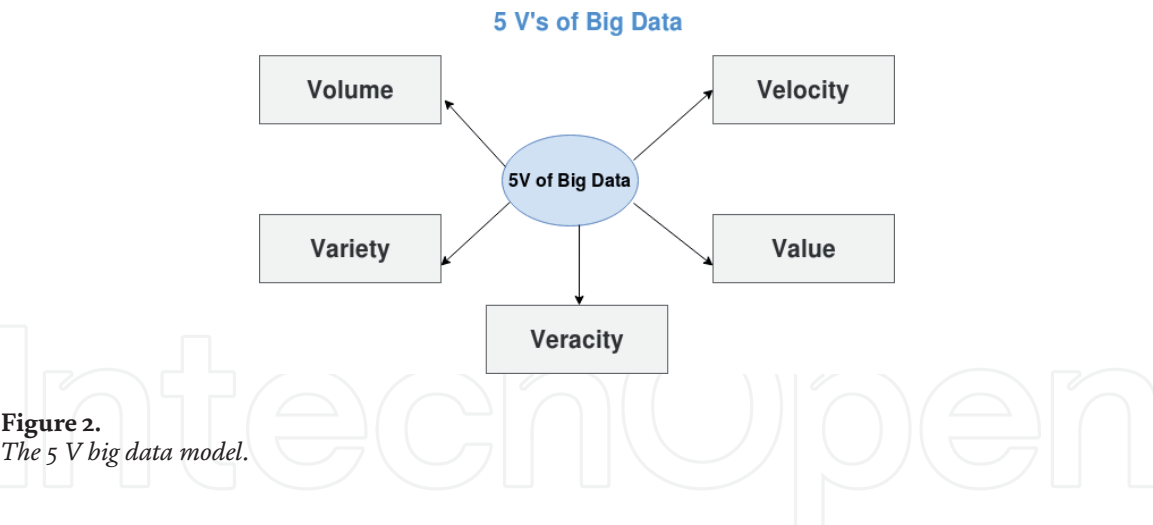 5 V's of Big Data
Volume
Velocity
5V of Big Data
Variety
Value
Veracity
IntechOpen
Figure 2.
The 5 V big data model.